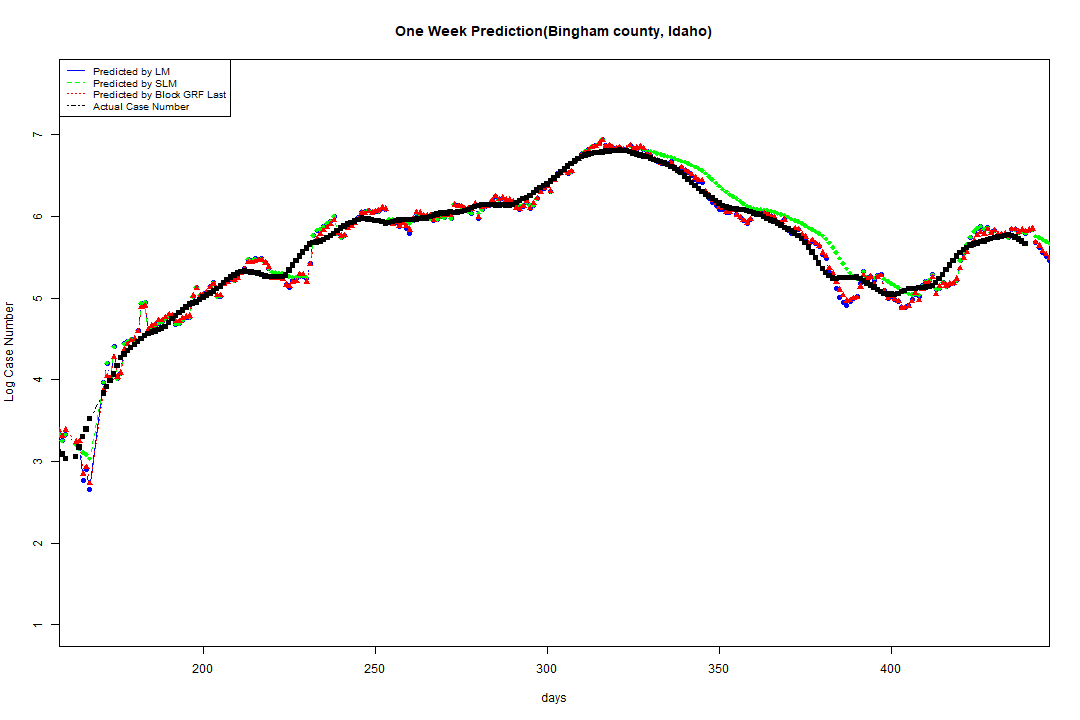 One Week Prediction(Bingham county, Idaho)
Predicted by LM
Predicted by SLM
Predicted by Block GRF Last
Actual Case Number
7
6
5
4
3
2
1
Log Case Number
200 250 300 350 400
days